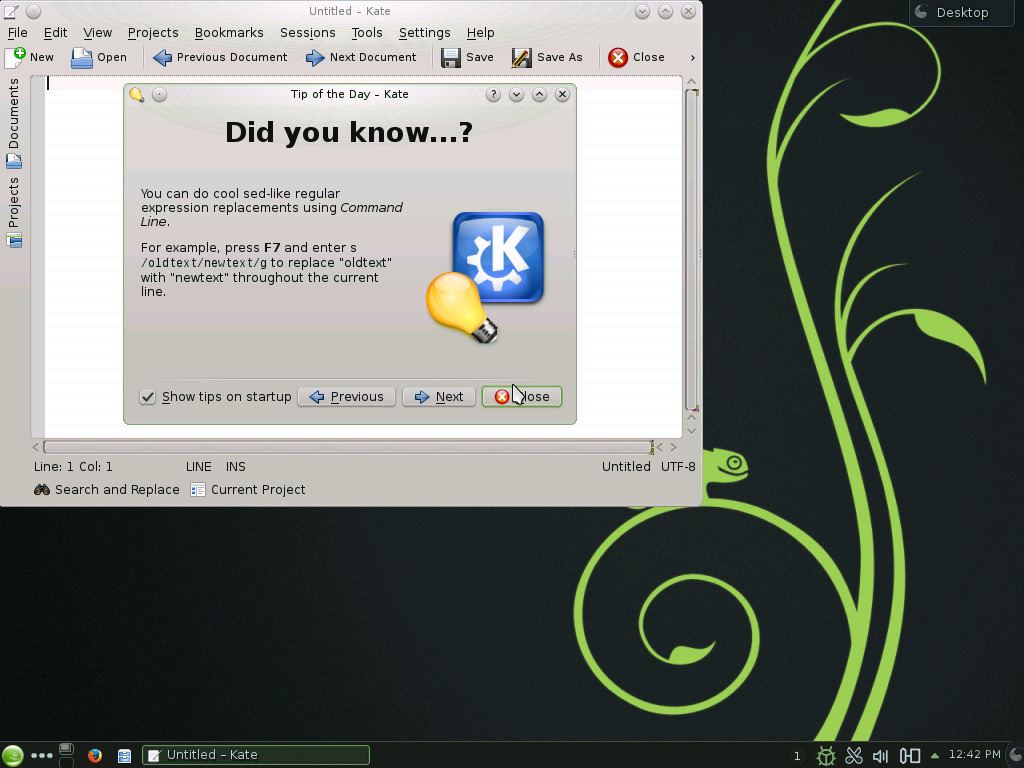 Untitled – Kate
Desktop
File Edit View Projects Bookmarks Sessions Tools Settings Help
New Open Previous Document Next Document Save Save As Close
Documents
Projects
Tip of the Day – Kate
Did you know...?
You can do cool sed-like regular
expression replacements using Command
Line.
For example, press F7 and enter s
/oldtext/newtext/g to replace "oldtext"
with "newtext" throughout the current
line.
Show tips on startup Previous Next Close
Line: 1 Col: 1 LINE INS Untitled UTF-8
Search and Replace Current Project
Untitled – Kate 1 12:42 PM